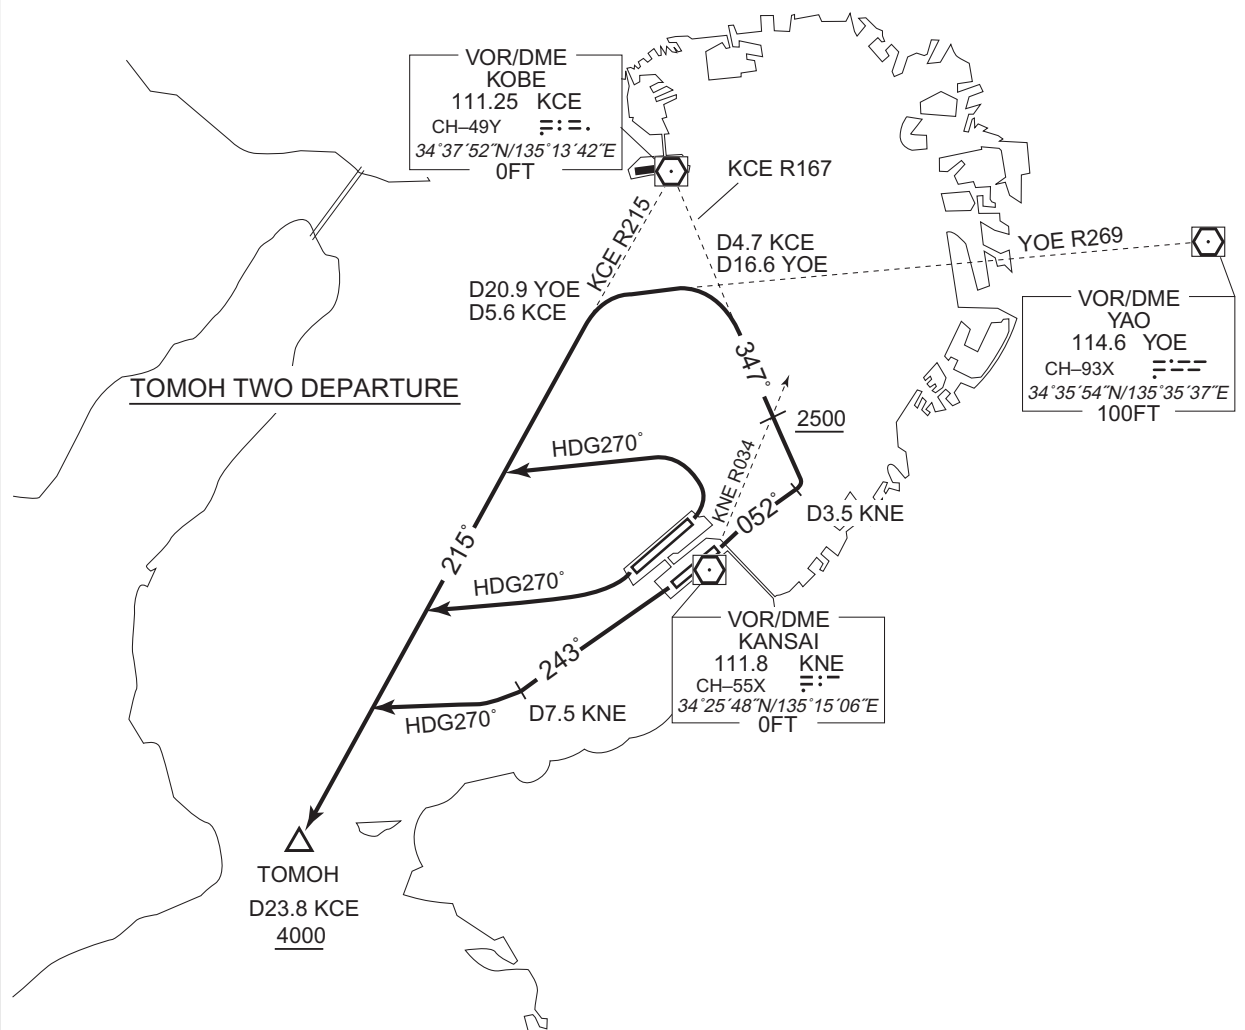 VOR/DME
KOBE
111.25 KCE
CH–49Y
34°37´52˝N/135°13´42˝E
0FT
KCE R167
KCE R215
D4.7 KCE
D16.6 YOE
YOE R269
D20.9 YOE
D5.6 KCE
VOR/DME
YAO
114.6 YOE
CH–93X
34°35´54˝N/135°35´37˝E
100FT
TOMOH TWO DEPARTURE
347°
2500
HDG270°
KNE R034
052°
D3.5 KNE
215°
HDG270°
VOR/DME
KANSAI
111.8 KNE
CH–55X
34°25´48˝N/135°15´06˝E
0FT
243°
D7.5 KNE
HDG270°
TOMOH
D23.8 KCE
4000